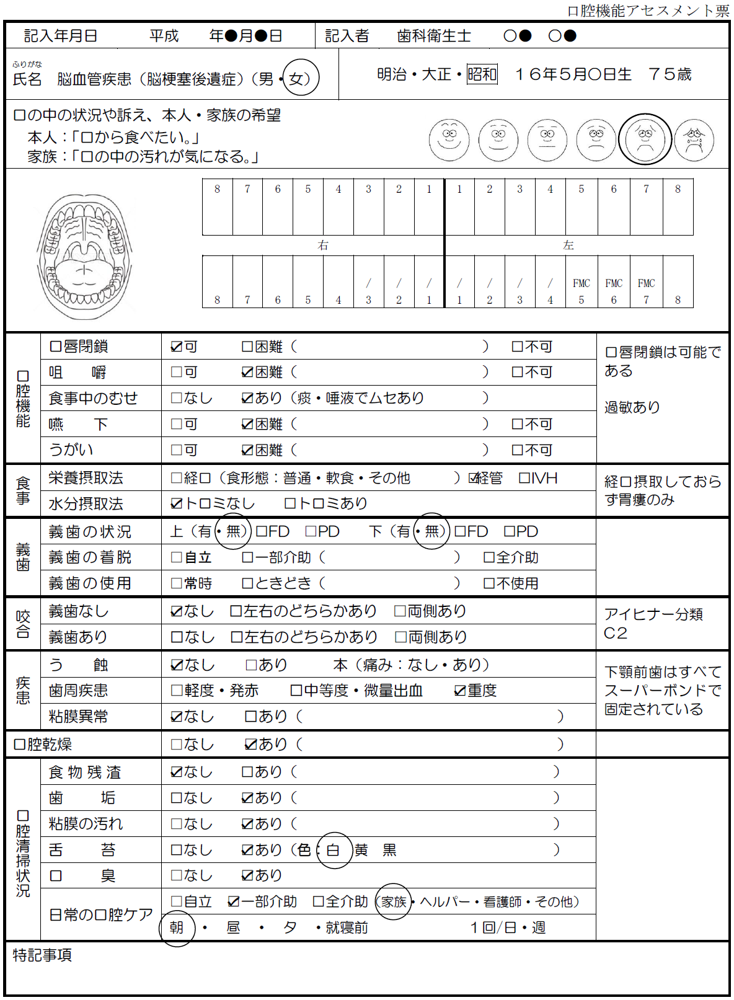 口腔機能アセスメント票
記入年月日　平成　年●月●日　記入者　歯科衛生士　○●　○●
ふりがな
氏名　脳血管疾患（脳梗塞後遺症）（男・女）　明治・大正・昭和　１６年５月○日生　７５歳
口の中の状況や訴え、本人・家族の希望
本人：「口から食べたい。」
家族：「口の中の汚れが気になる。」
8 7 6 5 4 3 2 1 1 2 3 4 5 6 7 8
右　左
/ / / / / / / FMC FMC FMC
8 7 6 5 4 3 2 1 1 2 3 4 5 6 7 8
口腔機能
口唇閉鎖　☑可　□困難（　）　□不可
咀　嚼　□可　☑困難（　）　□不可
食事中のむせ　□なし　☑あり（痰・唾液でムセあり　）
嚥　下　□可　☑困難（　）　□不可
うがい　□可　☑困難（　）　□不可
口唇閉鎖は可能で
ある
過敏あり
食事
栄養摂取法　□経口（食形態：普通・軟食・その他　）☑経管　□IVH
水分摂取法　☑トロミなし　□トロミあり
経口摂取しておら
ず胃瘻のみ
義歯
義歯の状況　上（有・無）□FD　□PD　下（有・無）□FD　□PD
義歯の着脱　□自立　□一部介助（　）　□全介助
義歯の使用　□常時　□ときどき（　）　□不使用
咬合
義歯なし　☑なし　□左右のどちらかあり　□両側あり
義歯あり　□なし　□左右のどちらかあり　□両側あり
アイヒナー分類
C２
疾患
う　蝕　☑なし　□あり　本（痛み：なし・あり）
歯周疾患　□軽度・発赤　□中等度・微量出血　☑重度
粘膜異常　☑なし　□あり（　）
下顎前歯はすべて
スーパーボンドで
固定されている
口腔乾燥　□なし　☑あり（　）
口腔清掃状況
食物残渣　☑なし　□あり（　）
歯　垢　□なし　☑あり（　）
粘膜の汚れ　□なし　☑あり（　）
舌　苔　□なし　☑あり（色：白　黄　黒　）
口　臭　□なし　☑あり
日常の口腔ケア　□自立　☑一部介助　□全介助（家族・ヘルパー・看護師・その他）
朝　・　昼　・　夕　・就寝前　１回/日・週
特記事項